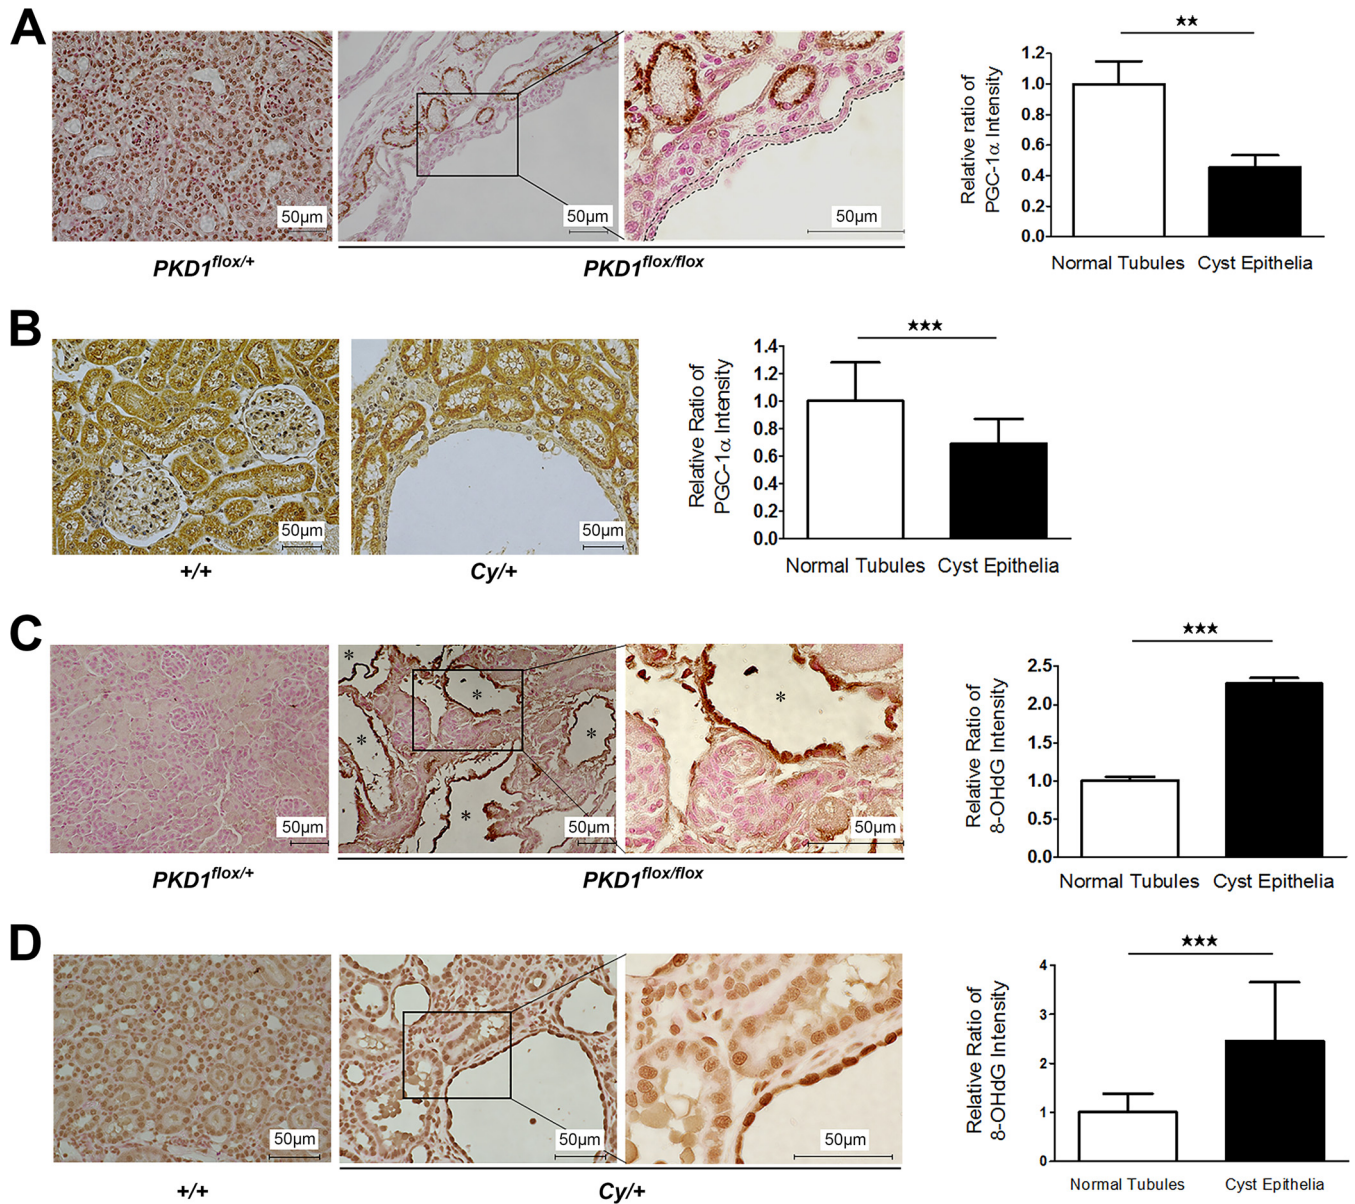 A
50µm
50µm
50µm
PKD1flox/+
PKD1flox/flox
★★
Relative ratio of
PGC-1α Intensity
1.2
1.0
0.8
0.6
0.4
0.2
0.0
Normal Tubules
Cyst Epithelia
B
50µm
50µm
+/+
Cy/+
★★★
Relative Ratio of
PGC-1α Intensity
1.4
1.2
1.0
0.8
0.6
0.4
0.2
0.0
Normal Tubules
Cyst Epithelia
C
*
*
*
*
*
*
50µm
50µm
50µm
PKD1flox/+
PKD1flox/flox
★★★
Relative Ratio of
8-OHdG Intensity
2.5
2.0
1.5
1.0
0.5
0.0
Normal Tubules
Cyst Epithelia
D
50µm
50µm
50µm
+/+
Cy/+
★★★
Relative Ratio of
8-OHdG Intensity
4
3
2
1
0
Normal Tubules
Cyst Epithelia